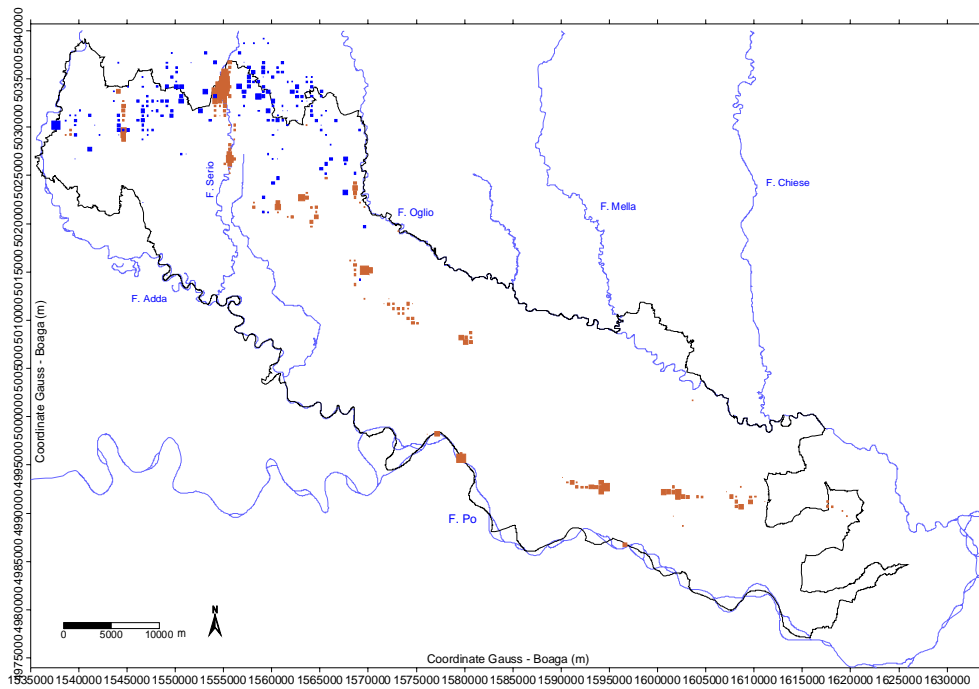 5040000
5035000
5030000
5025000
5020000
5015000
5010000
5005000
5000000
4995000
4990000
4985000
4980000
4975000
Coordinate Gauss - Boaga (m)
F. Serio
F. Chiese
F. Mella
F. Oglio
F. Adda
F. Po
N
0 5000 10000 m
Coordinate Gauss - Boaga (m)
1535000 1540000 1545000 1550000 1555000 1560000 1565000 1570000 1575000 1580000 1585000 1590000 1595000 1600000 1605000 1610000 1615000 1620000 1625000 1630000